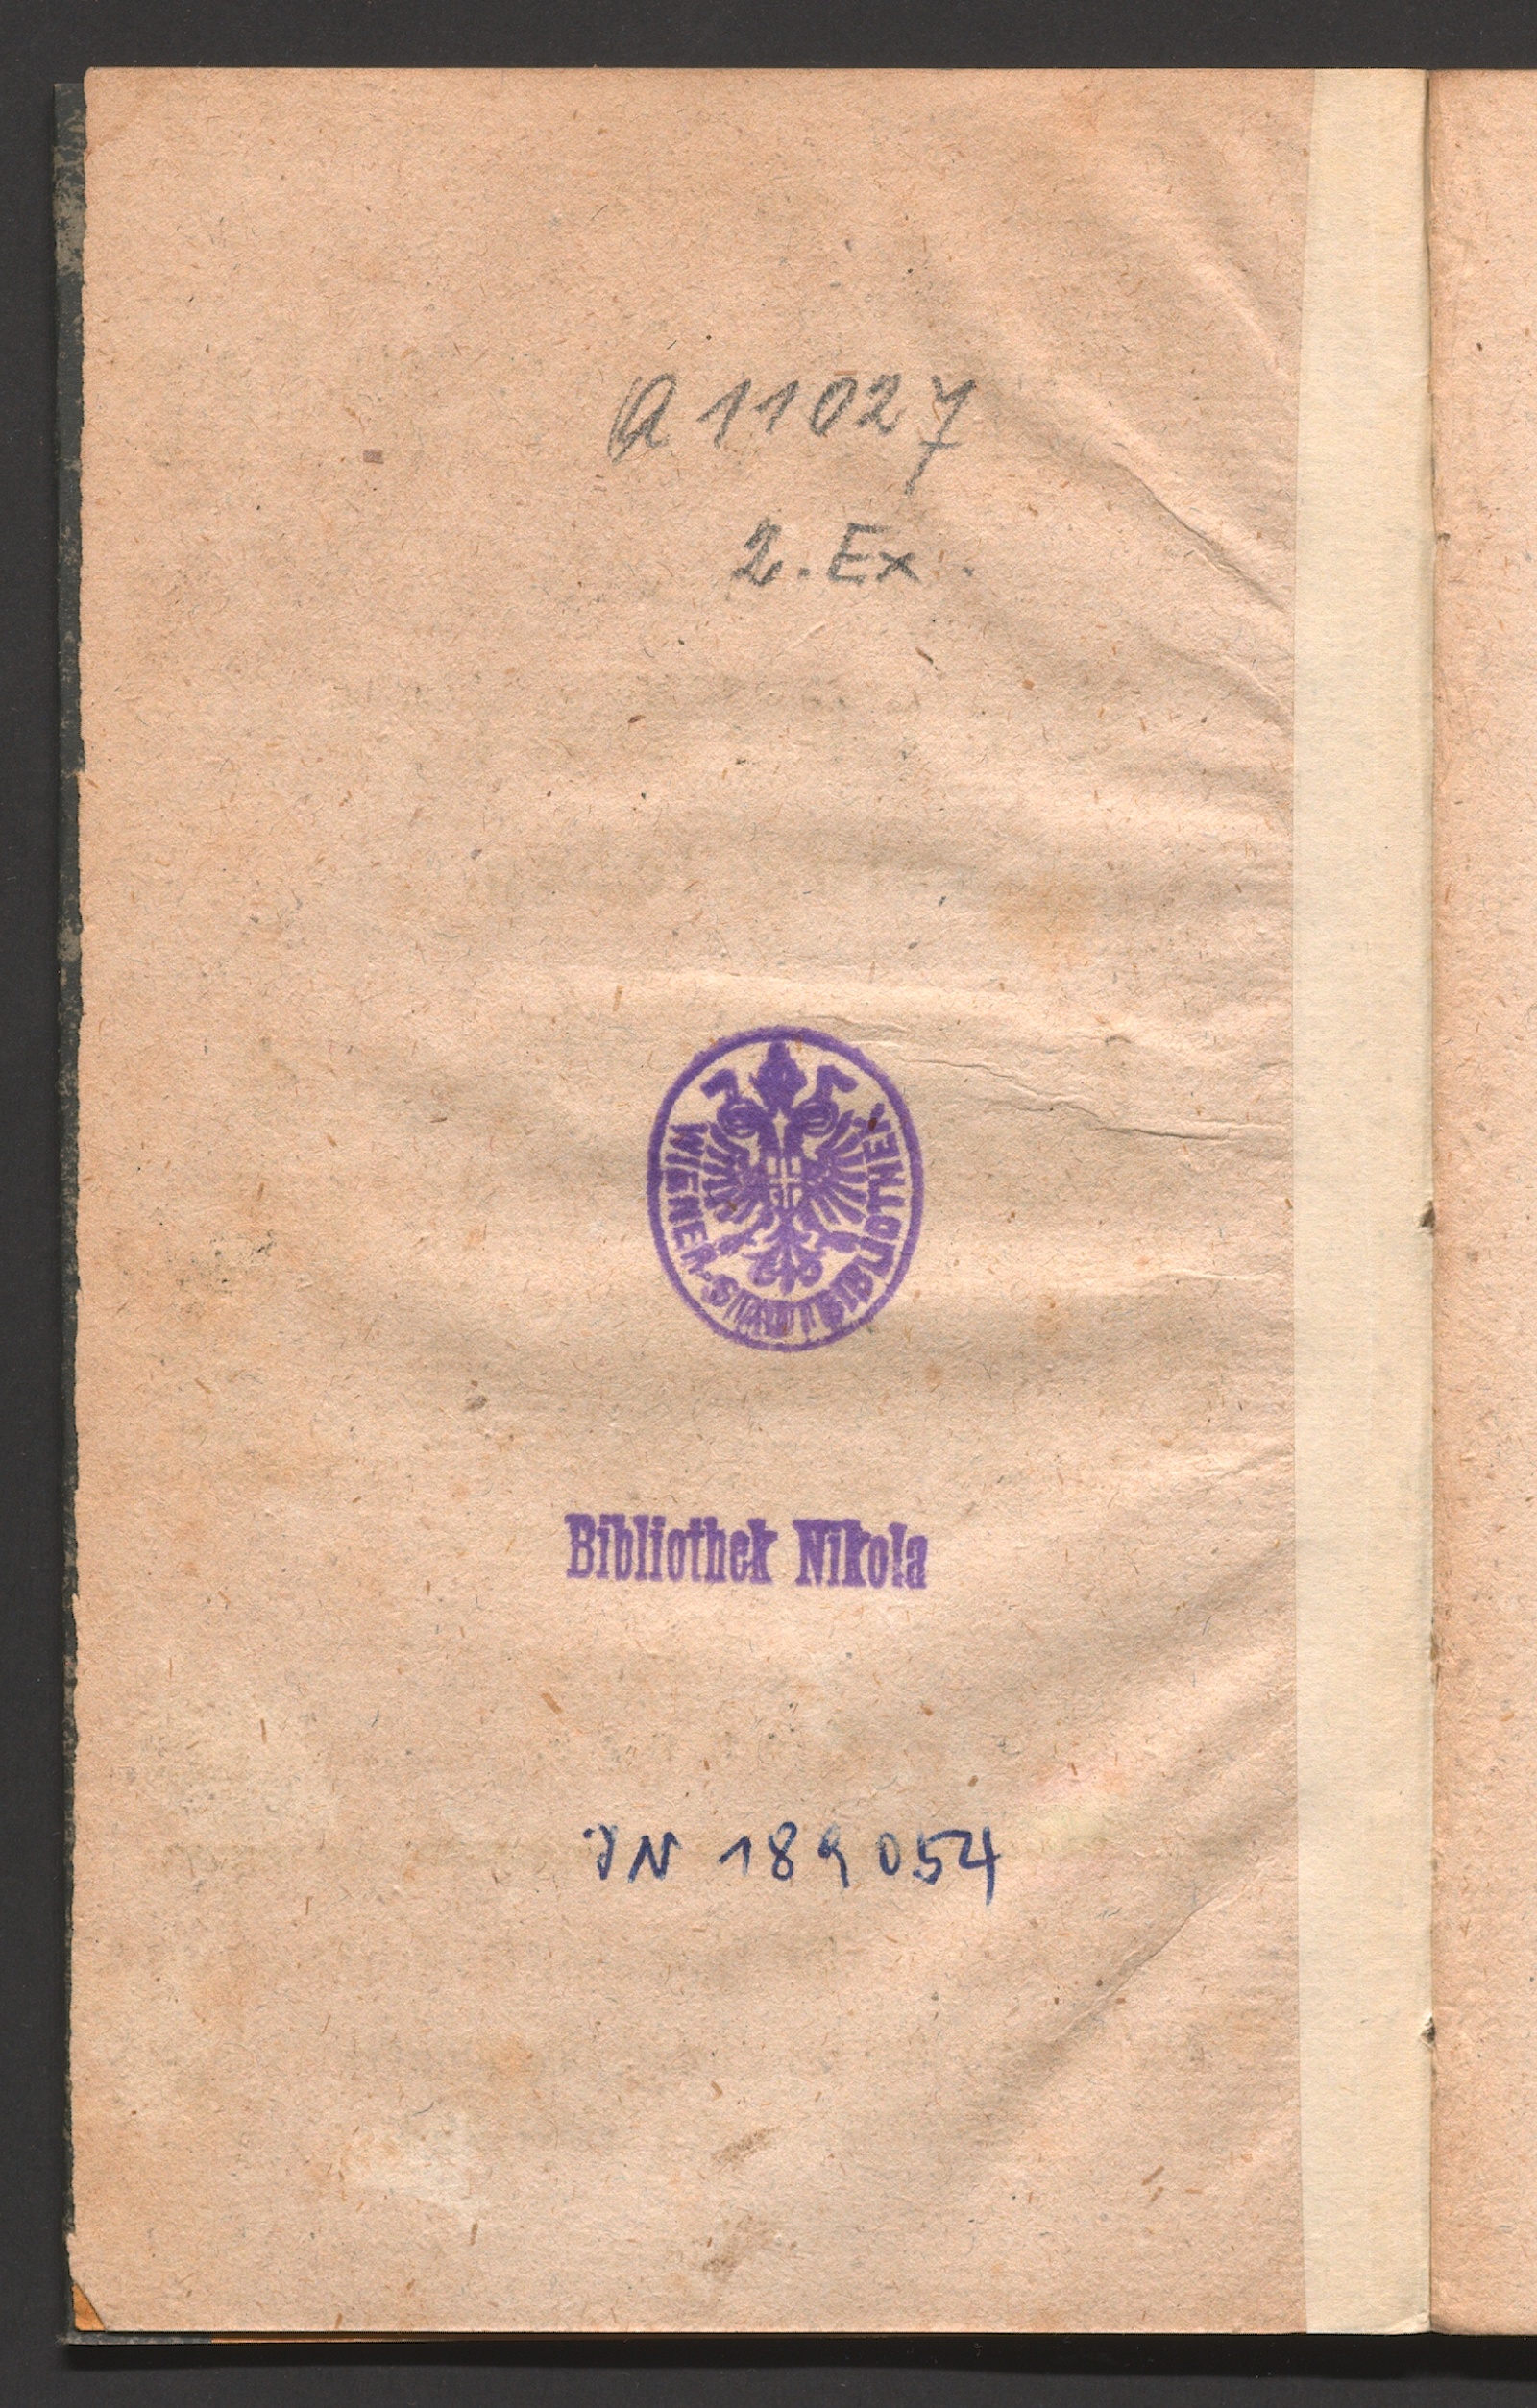 A 11027
2. Ex.
WIENER STADTBIBLIOTHEK
Bibliothek Nikola
JN 189054